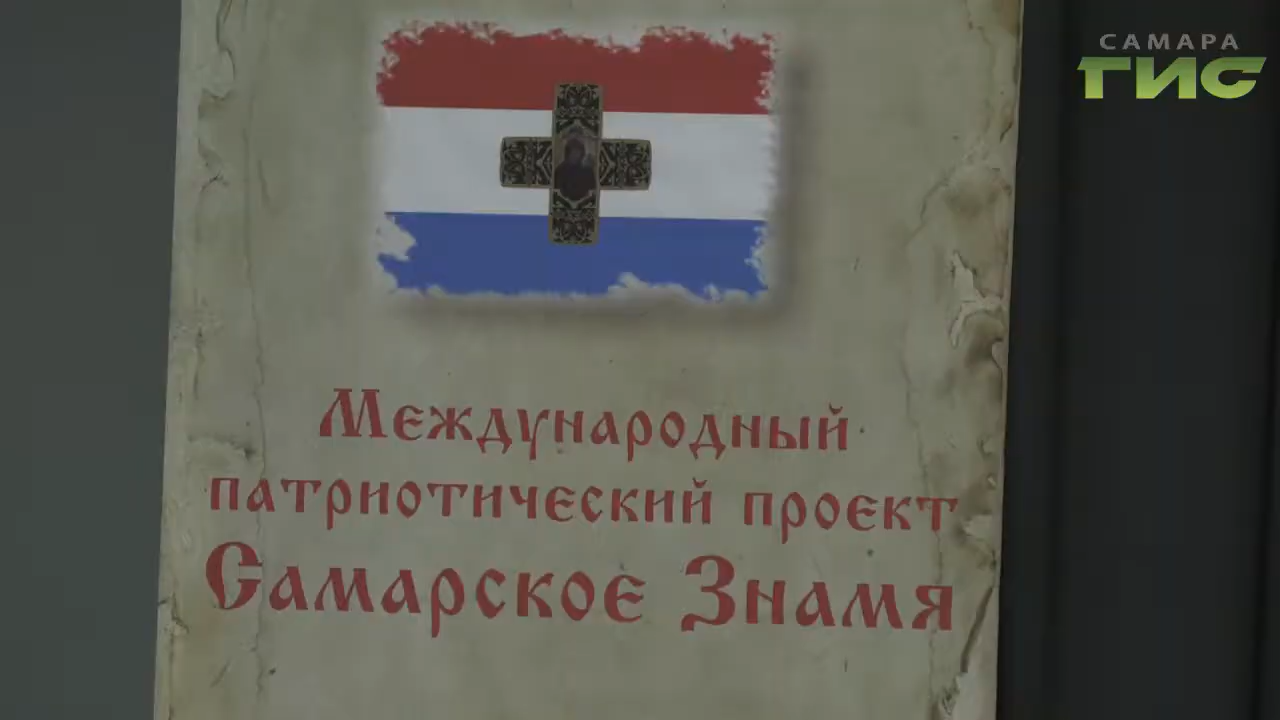 САМАРА
ГИС
Международный
патриотический проект
Самарское Знамя